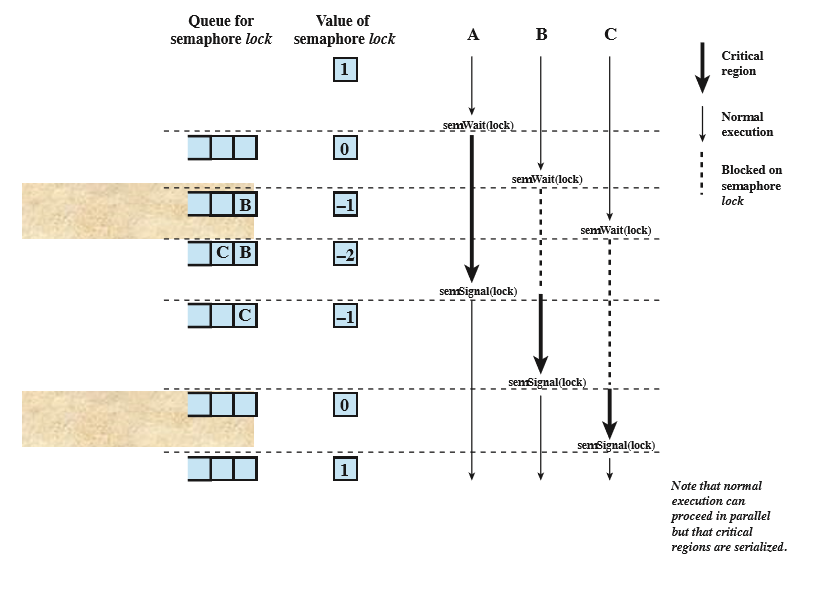 Queue for
semaphore lock
Value of
semaphore lock
A
B
C
1
Critical
region
Normal
execution
semWait(lock)
0
semWait(lock)
Blocked on
semaphore
lock
B
–1
semWait(lock)
C B
–2
semSignal(lock)
C
–1
semSignal(lock)
0
semSignal(lock)
1
Note that normal
execution can
proceed in parallel
but that critical
regions are serialized.